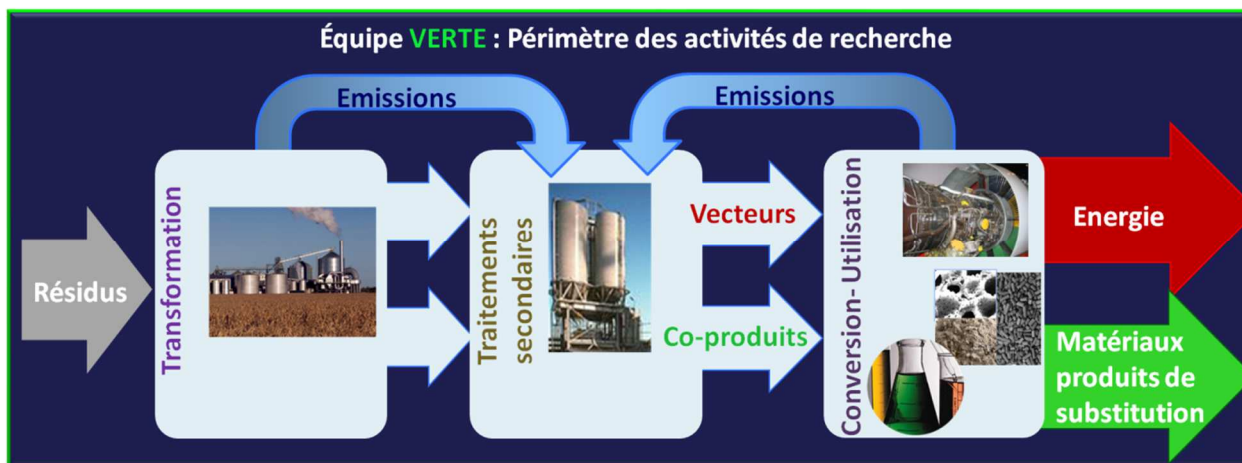 Équipe VERTE : Périmètre des activités de recherche
Emissions
Emissions
Résidus
Transformation
Traitements
secondaires
Vecteurs
Co-produits
Conversion- Utilisation
Energie
Matériaux
produits de
substitution